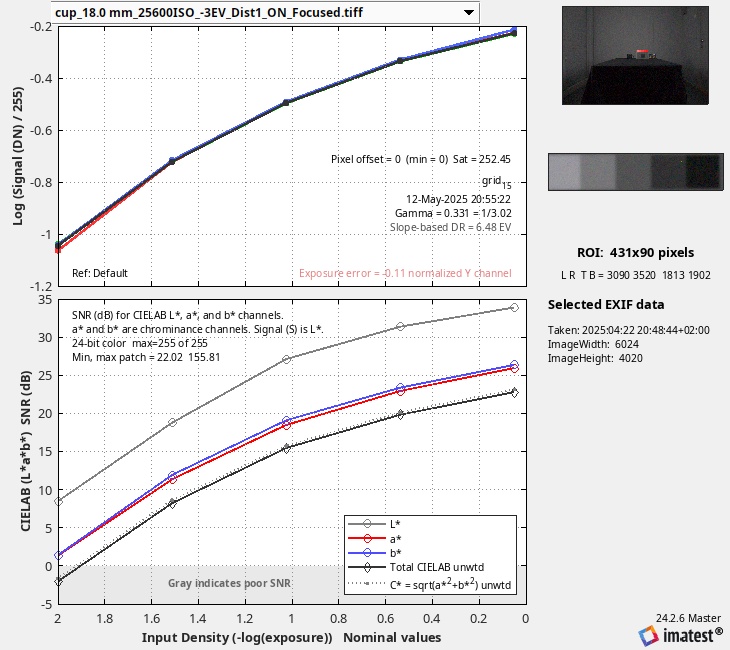 cup_18.0 mm_25600ISO_-3EV_Dist1_ON_Focused.tiff
-0.2
-0.4
-0.6
-0.8
-1
-1.2
Log (Signal (DN) / 255)
Pixel offset = 0 (min = 0) Sat = 252.45
grid_15
12-May-2025 20:55:22
Gamma = 0.331 = 1/3.02
Slope-based DR = 6.48 EV
Ref: Default
Exposure error = -0.11 normalized Y channel
ROI: 431x90 pixels
L R T B = 3090 3520 1813 1902
Selected EXIF data
Taken: 2025:04:22 20:48:44+02:00
ImageWidth: 6024
ImageHeight: 4020
35
30
25
20
15
10
5
0
-5
CIELAB (L*a*b*) SNR (dB)
SNR (dB) for CIELAB L*, a*, and b* channels.
a* and b* are chrominance channels. Signal (S) is L*.
24-bit color max=255 of 255
Min, max patch = 22.02 155.81
L*
a*
b*
Total CIELAB unwtd
C* = sqrt(a*²+b*²) unwtd
Gray indicates poor SNR
2 1.8 1.6 1.4 1.2 1 0.8 0.6 0.4 0.2 0
Input Density (-log(exposure)) Nominal values
24.2.6 Master
imatest®